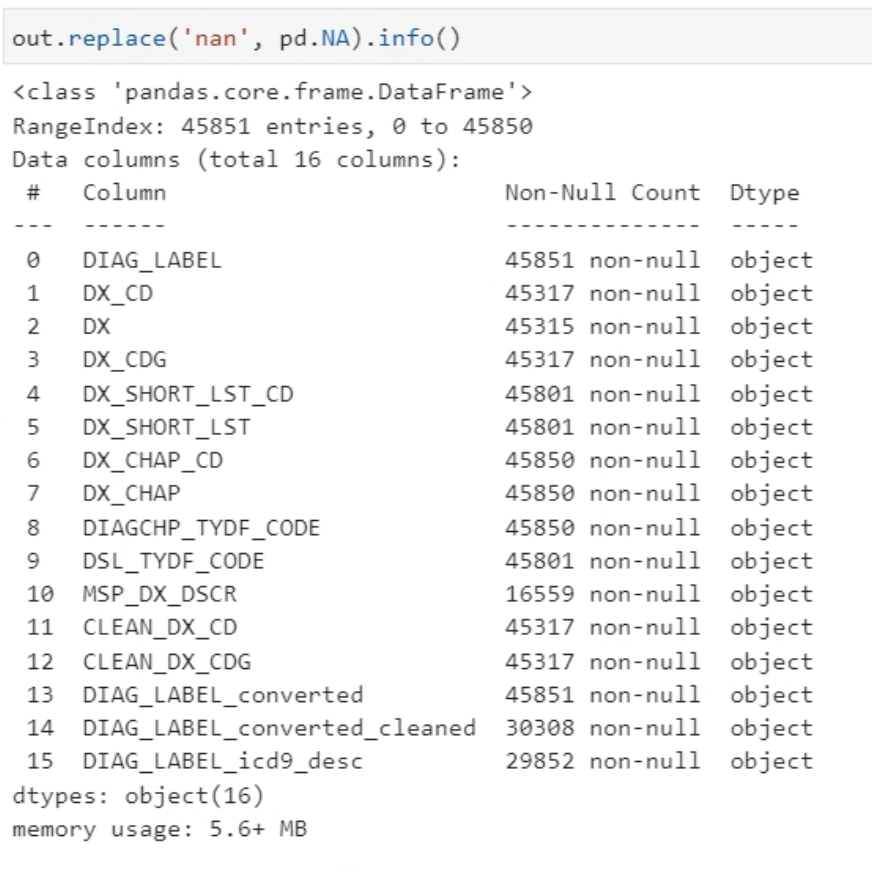 out.replace('nan', pd.NA).info()
<class 'pandas.core.frame.DataFrame'>
RangeIndex: 45851 entries, 0 to 45850
Data columns (total 16 columns):
 #   Column                        Non-Null Count  Dtype
---  ------                        --------------  -----
 0   DIAG_LABEL                    45851 non-null  object
 1   DX_CD                         45317 non-null  object
 2   DX                            45315 non-null  object
 3   DX_CDG                        45317 non-null  object
 4   DX_SHORT_LST_CD               45801 non-null  object
 5   DX_SHORT_LST                  45801 non-null  object
 6   DX_CHAP_CD                    45850 non-null  object
 7   DX_CHAP                       45850 non-null  object
 8   DIAGCHP_TYDF_CODE             45850 non-null  object
 9   DSL_TYDF_CODE                 45801 non-null  object
 10  MSP_DX_DSCR                   16559 non-null  object
 11  CLEAN_DX_CD                   45317 non-null  object
 12  CLEAN_DX_CDG                  45317 non-null  object
 13  DIAG_LABEL_converted          45851 non-null  object
 14  DIAG_LABEL_converted_cleaned  30308 non-null  object
 15  DIAG_LABEL_icd9_desc          29852 non-null  object
dtypes: object(16)
memory usage: 5.6+ MB